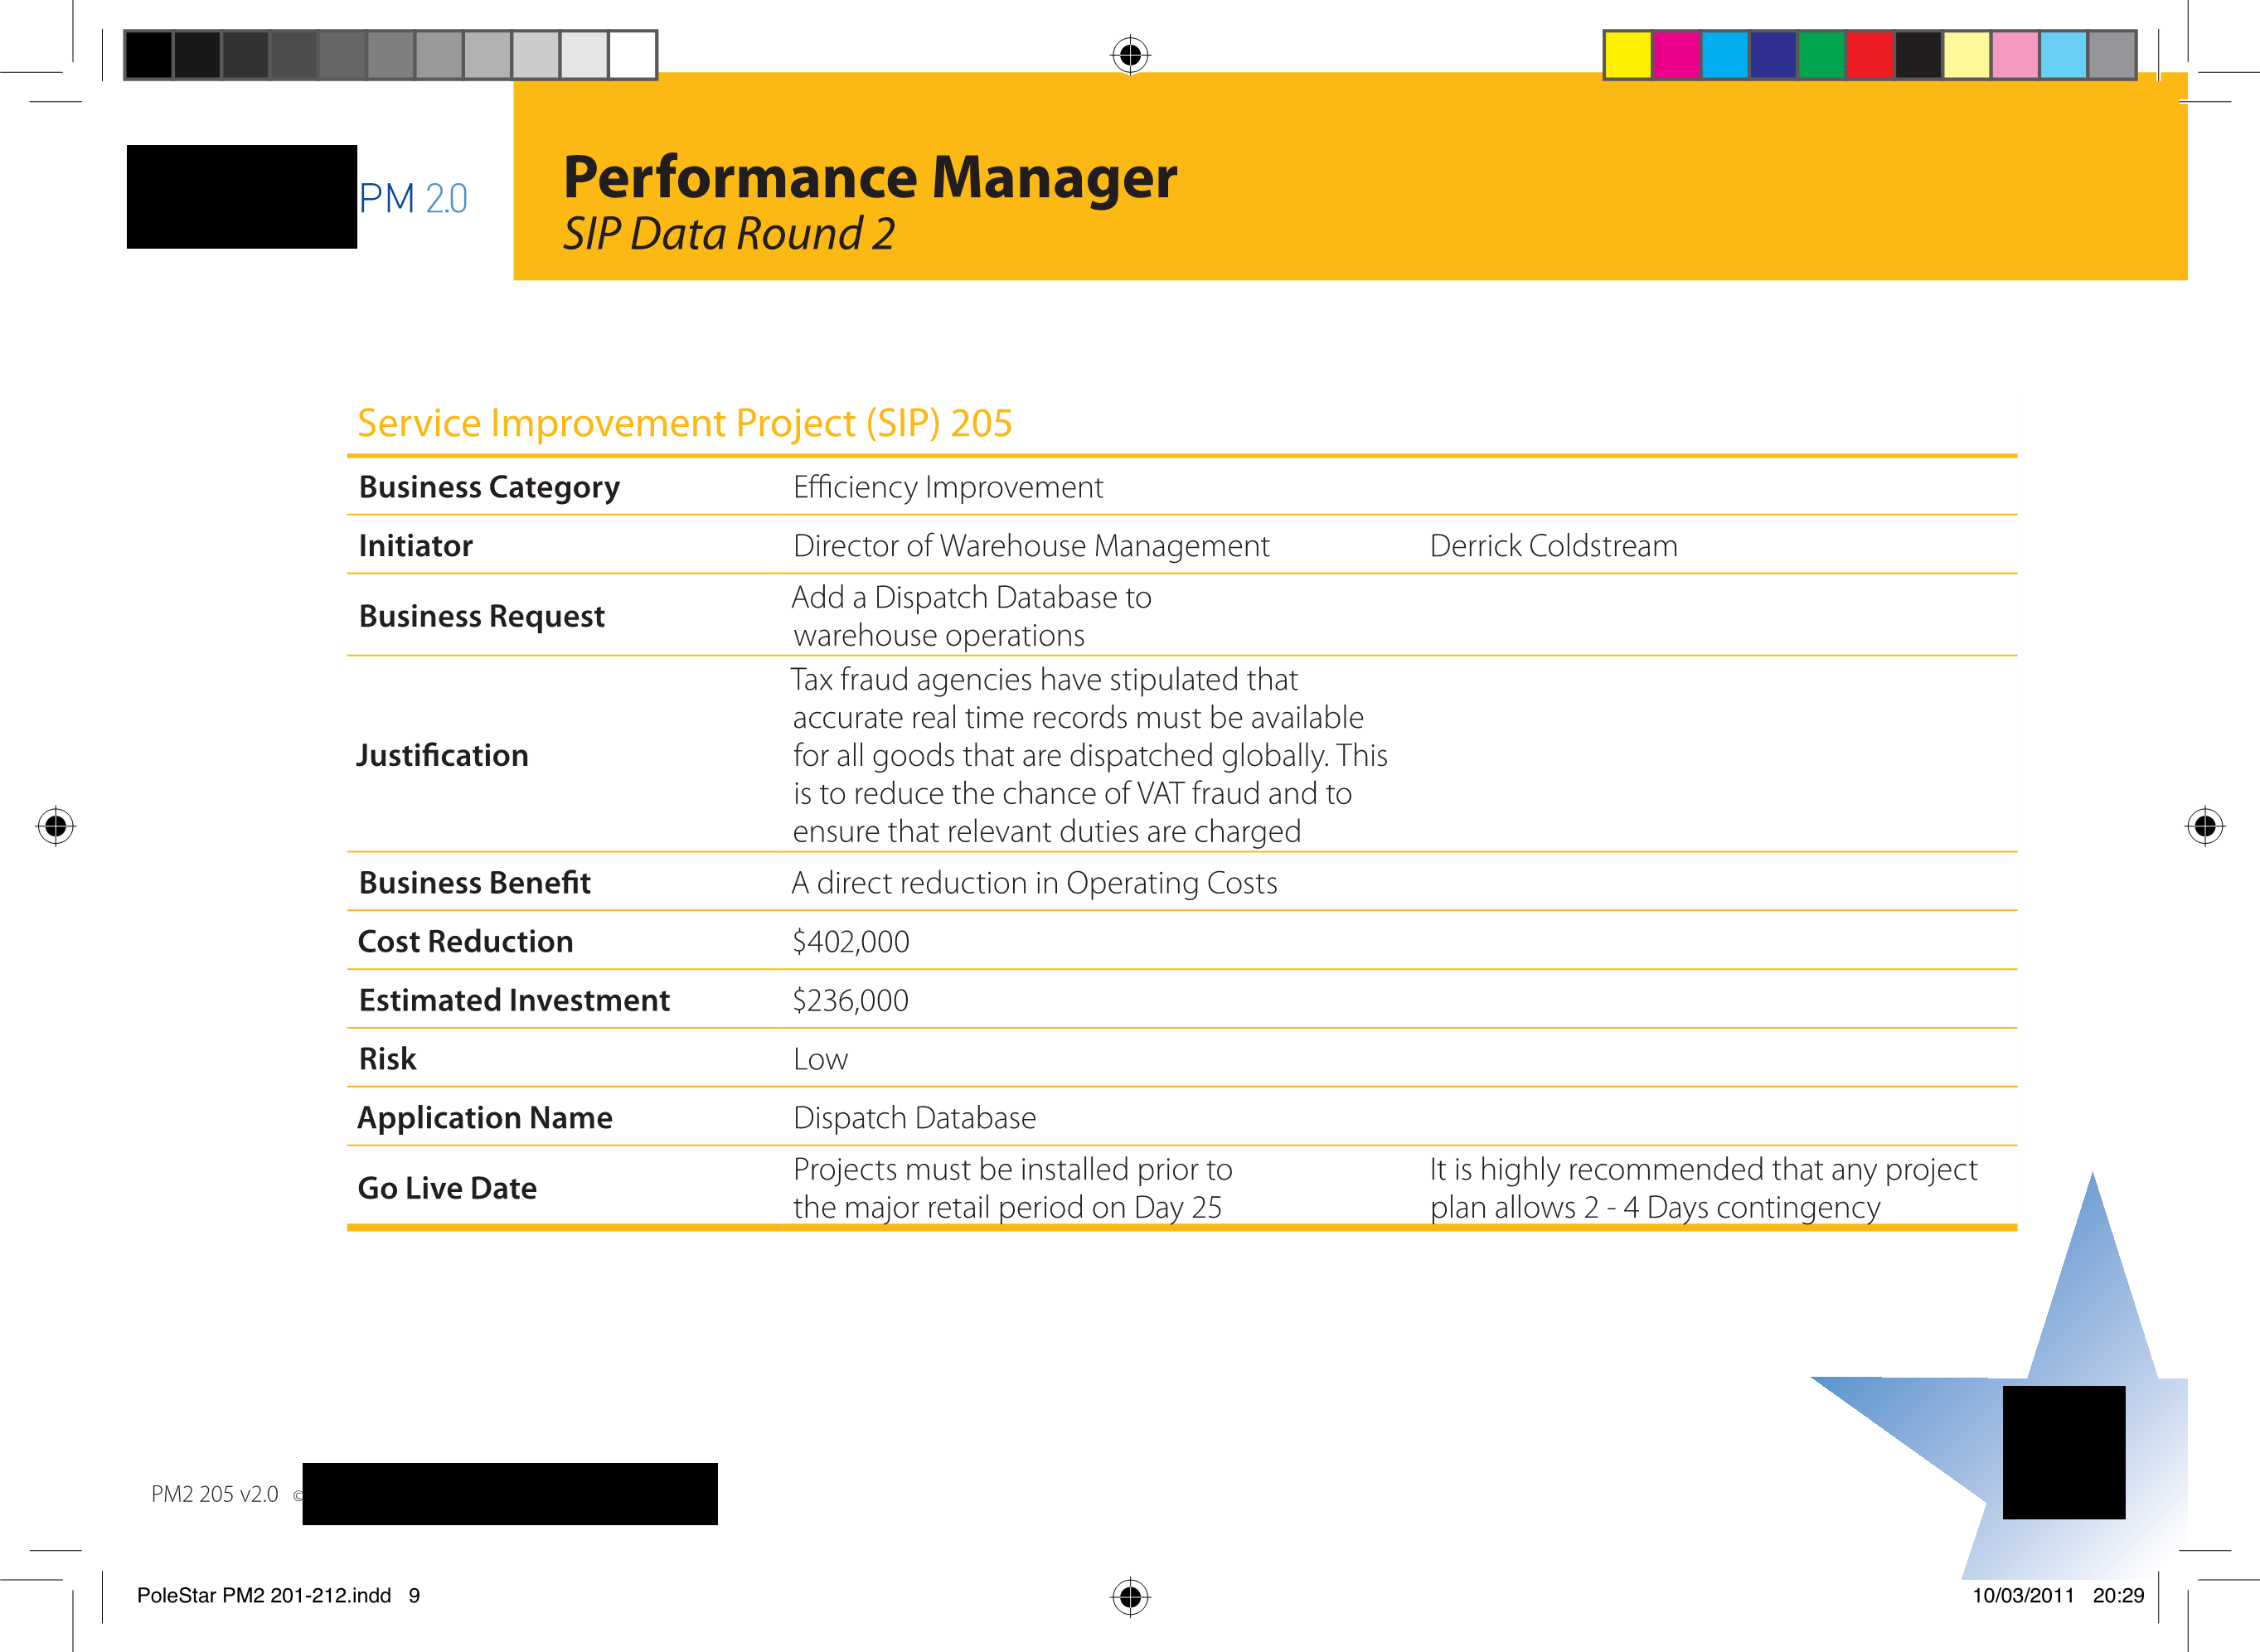 PM 2.0
Performance Manager
SIP Data Round 2
Service Improvement Project (SIP) 205
Business Category Efficiency Improvement
Initiator Director of Warehouse Management Derrick Coldstream
Business Request Add a Dispatch Database to
warehouse operations
Justification Tax fraud agencies have stipulated that
accurate real time records must be available
for all goods that are dispatched globally. This
is to reduce the chance of VAT fraud and to
ensure that relevant duties are charged
Business Benefit A direct reduction in Operating Costs
Cost Reduction $402,000
Estimated Investment $236,000
Risk Low
Application Name Dispatch Database
Go Live Date Projects must be installed prior to
the major retail period on Day 25
It is highly recommended that any project
plan allows 2 - 4 Days contingency
PM2 205 v2.0 ©
PoleStar PM2 201-212.indd 9
10/03/2011 20:29